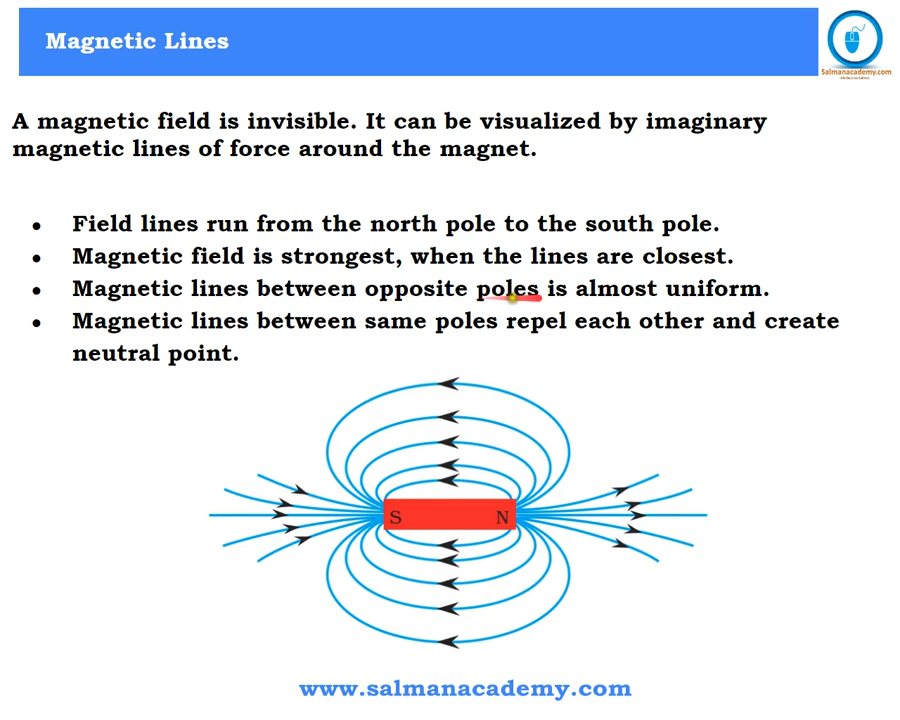 Magnetic Lines
Salmanacademy.com
A magnetic field is invisible. It can be visualized by imaginary
magnetic lines of force around the magnet.
• Field lines run from the north pole to the south pole.
• Magnetic field is strongest, when the lines are closest.
• Magnetic lines between opposite poles is almost uniform.
• Magnetic lines between same poles repel each other and create
neutral point.
S N
www.salmanacademy.com